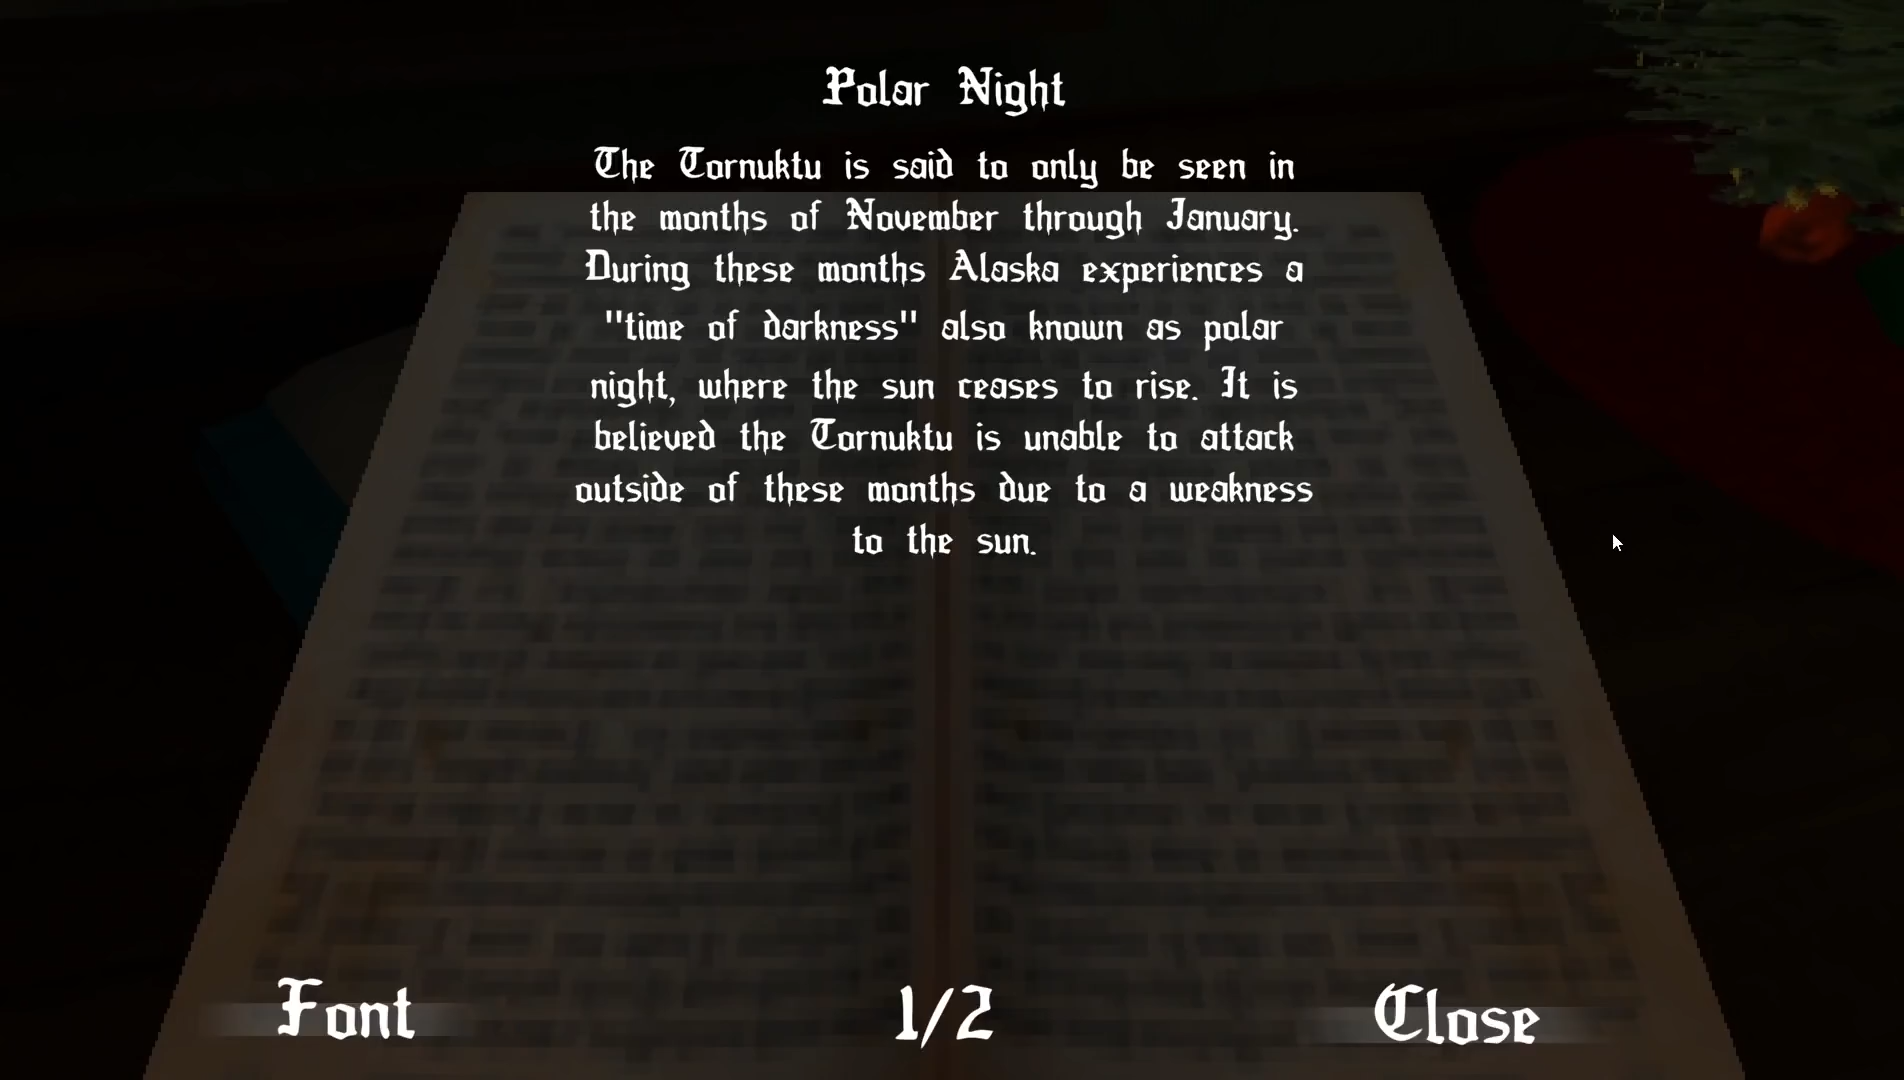 Polar Night
The Tornuktu is said to only be seen in
the months of November through January.
During these months Alaska experiences a
"time of darkness" also known as polar
night, where the sun ceases to rise. It is
believed the Tornuktu is unable to attack
outside of these months due to a weakness
to the sun.
Font
1/2
Close